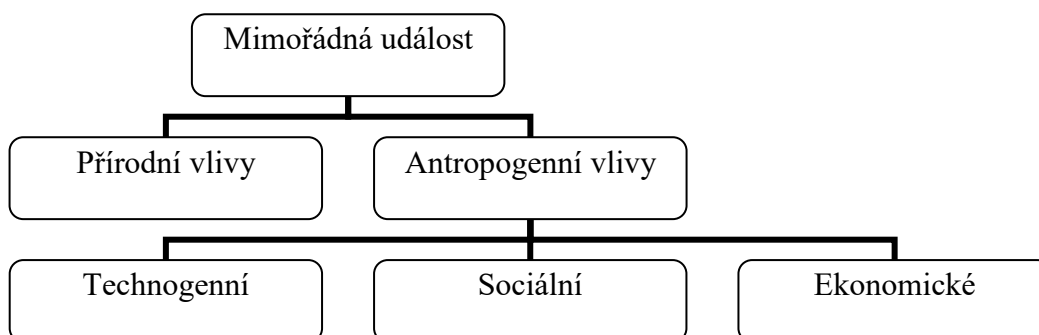 Mimořádná událost
Přírodní vlivy
Antropogenní vlivy
Technogenní
Sociální
Ekonomické